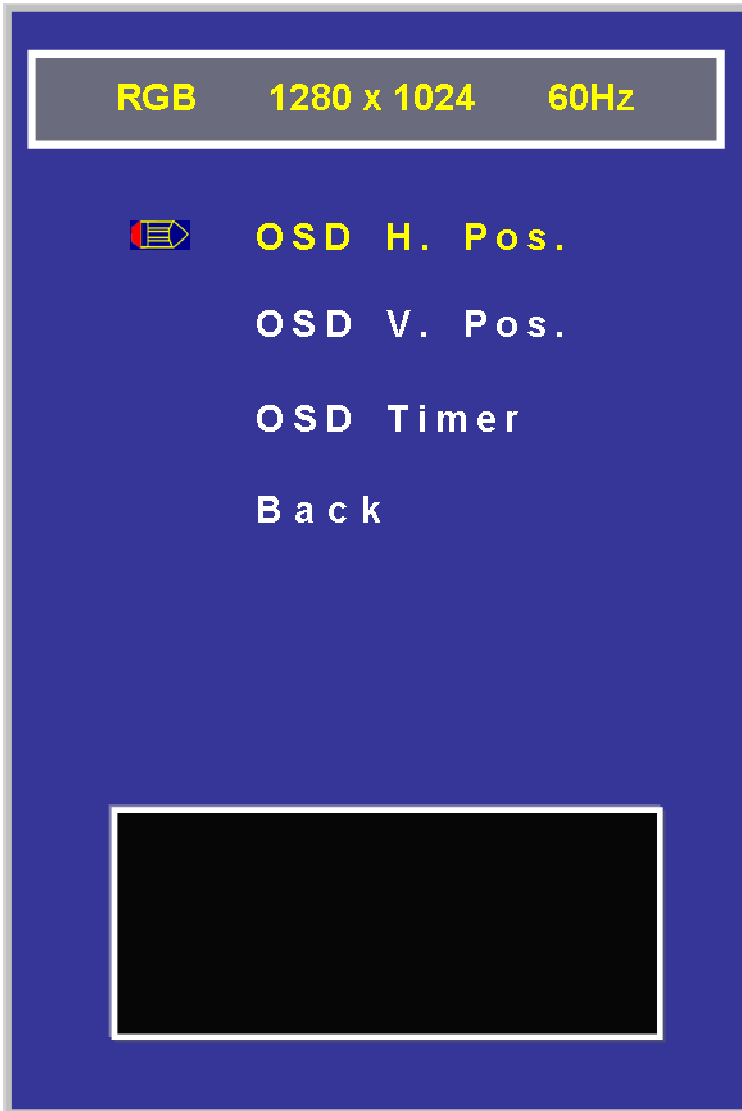 RGB 1280 x 1024 60Hz
OSD H. Pos.
OSD V. Pos.
OSD Timer
Back